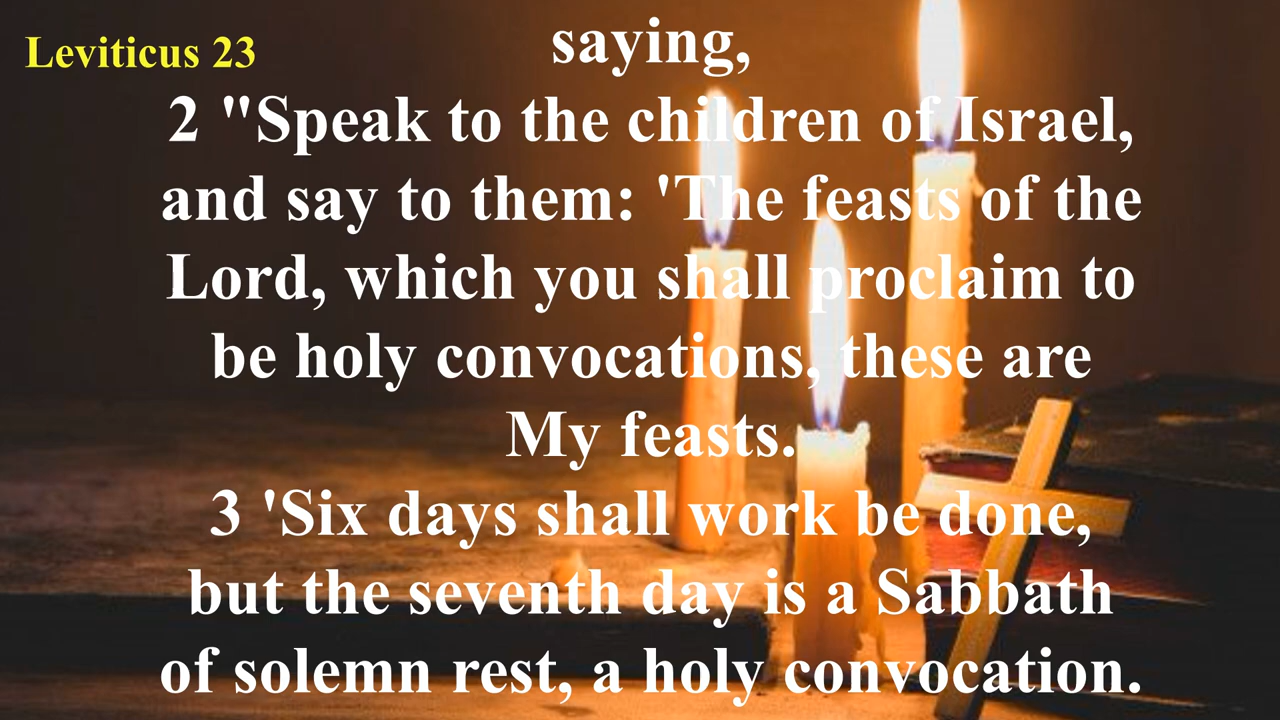 Leviticus 23
saying,
2 "Speak to the children of Israel,
and say to them: 'The feasts of the
Lord, which you shall proclaim to
be holy convocations, these are
My feasts.
3 'Six days shall work be done,
but the seventh day is a Sabbath
of solemn rest, a holy convocation.